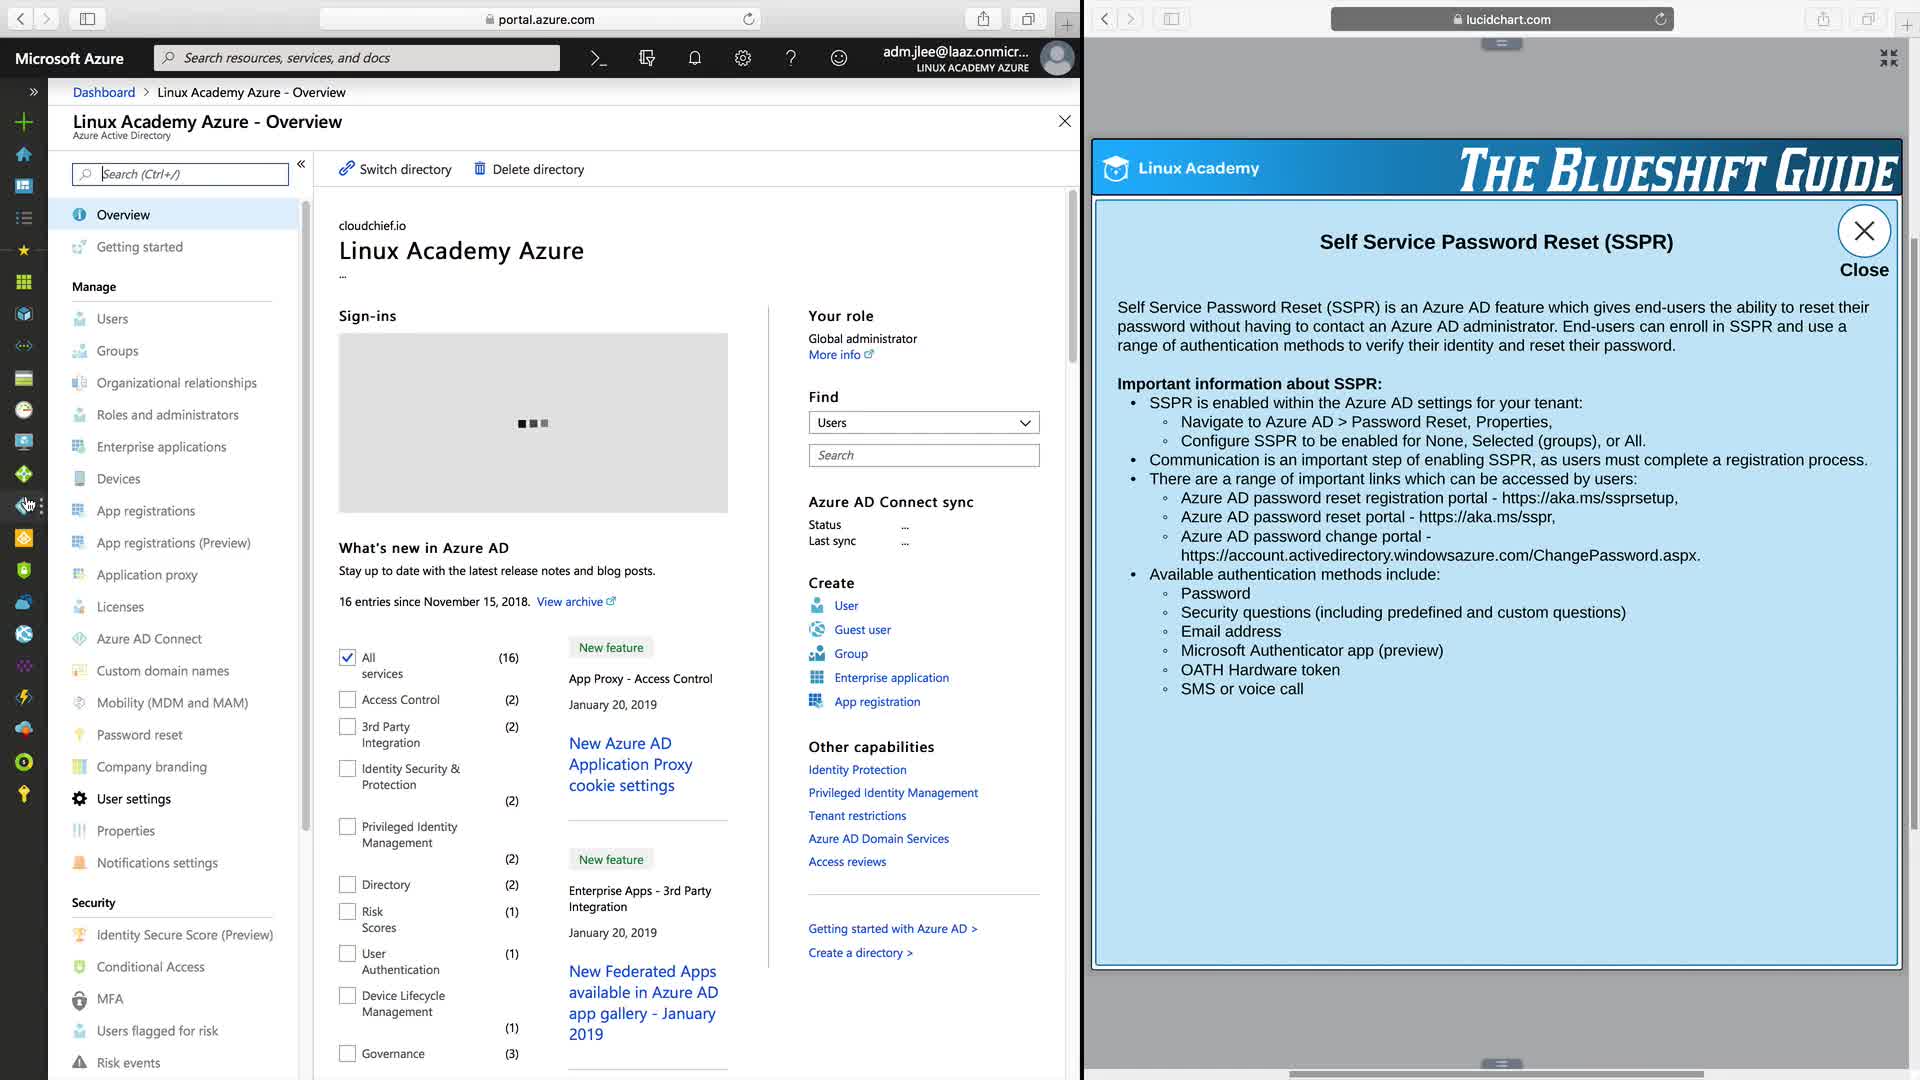 portal.azure.com
lucidchart.com
Microsoft Azure
Search resources, services, and docs
adm.jlee@laaz.onmicr...
LINUX ACADEMY AZURE
Dashboard > Linux Academy Azure - Overview
Linux Academy Azure - Overview
Azure Active Directory
Search (Ctrl+/)
Overview
Getting started
Manage
Users
Groups
Organizational relationships
Roles and administrators
Enterprise applications
Devices
App registrations
App registrations (Preview)
Application proxy
Licenses
Azure AD Connect
Custom domain names
Mobility (MDM and MAM)
Password reset
Company branding
User settings
Properties
Notifications settings
Security
Identity Secure Score (Preview)
Conditional Access
MFA
Users flagged for risk
Risk events
Switch directory
Delete directory
cloudchief.io
Linux Academy Azure
...
Sign-ins
What's new in Azure AD
Stay up to date with the latest release notes and blog posts.
16 entries since November 15, 2018. View archive
All services (16)
Access Control (2)
3rd Party Integration (2)
Identity Security & Protection (2)
Privileged Identity Management (2)
Directory (2)
Risk Scores (1)
User Authentication (1)
Device Lifecycle Management (1)
Governance (3)
New feature
App Proxy - Access Control
January 20, 2019
New Azure AD
Application Proxy
cookie settings
New feature
Enterprise Apps - 3rd Party
Integration
January 20, 2019
New Federated Apps
available in Azure AD
app gallery - January
2019
Your role
Global administrator
More info
Find
Users
Search
Azure AD Connect sync
Status ...
Last sync ...
Create
User
Guest user
Group
Enterprise application
App registration
Other capabilities
Identity Protection
Privileged Identity Management
Tenant restrictions
Azure AD Domain Services
Access reviews
Getting started with Azure AD >
Create a directory >
Linux Academy
THE BLUESHIFT GUIDE
Self Service Password Reset (SSPR)
Close
Self Service Password Reset (SSPR) is an Azure AD feature which gives end-users the ability to reset their
password without having to contact an Azure AD administrator. End-users can enroll in SSPR and use a
range of authentication methods to verify their identity and reset their password.
Important information about SSPR:
• SSPR is enabled within the Azure AD settings for your tenant:
◦ Navigate to Azure AD > Password Reset, Properties,
◦ Configure SSPR to be enabled for None, Selected (groups), or All.
• Communication is an important step of enabling SSPR, as users must complete a registration process.
• There are a range of important links which can be accessed by users:
◦ Azure AD password reset registration portal - https://aka.ms/ssprsetup,
◦ Azure AD password reset portal - https://aka.ms/sspr,
◦ Azure AD password change portal -
https://account.activedirectory.windowsazure.com/ChangePassword.aspx.
• Available authentication methods include:
◦ Password
◦ Security questions (including predefined and custom questions)
◦ Email address
◦ Microsoft Authenticator app (preview)
◦ OATH Hardware token
◦ SMS or voice call